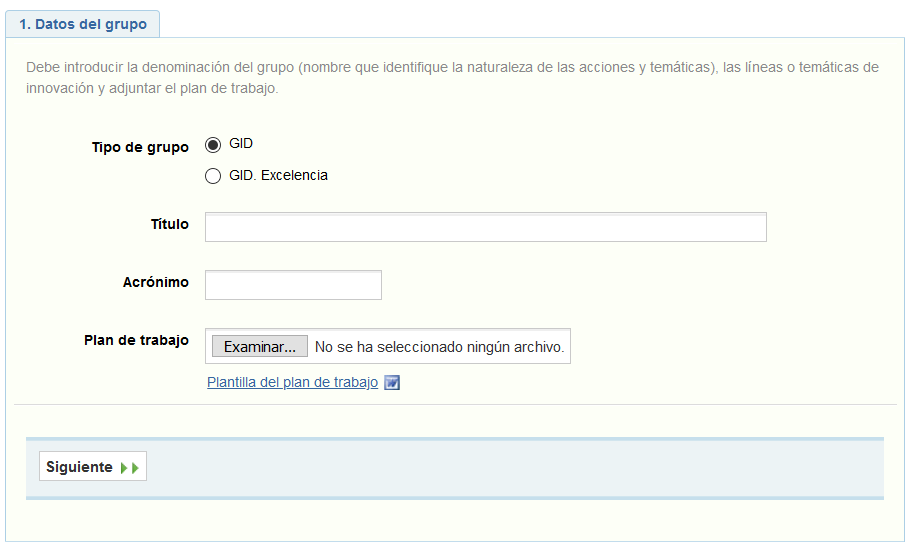 1. Datos del grupo
Debe introducir la denominación del grupo (nombre que identifique la naturaleza de las acciones y temáticas), las líneas o temáticas de
innovación y adjuntar el plan de trabajo.
Tipo de grupo
GID
GID. Excelencia
Título
Acrónimo
Plan de trabajo
Examinar... No se ha seleccionado ningún archivo.
Plantilla del plan de trabajo
Siguiente